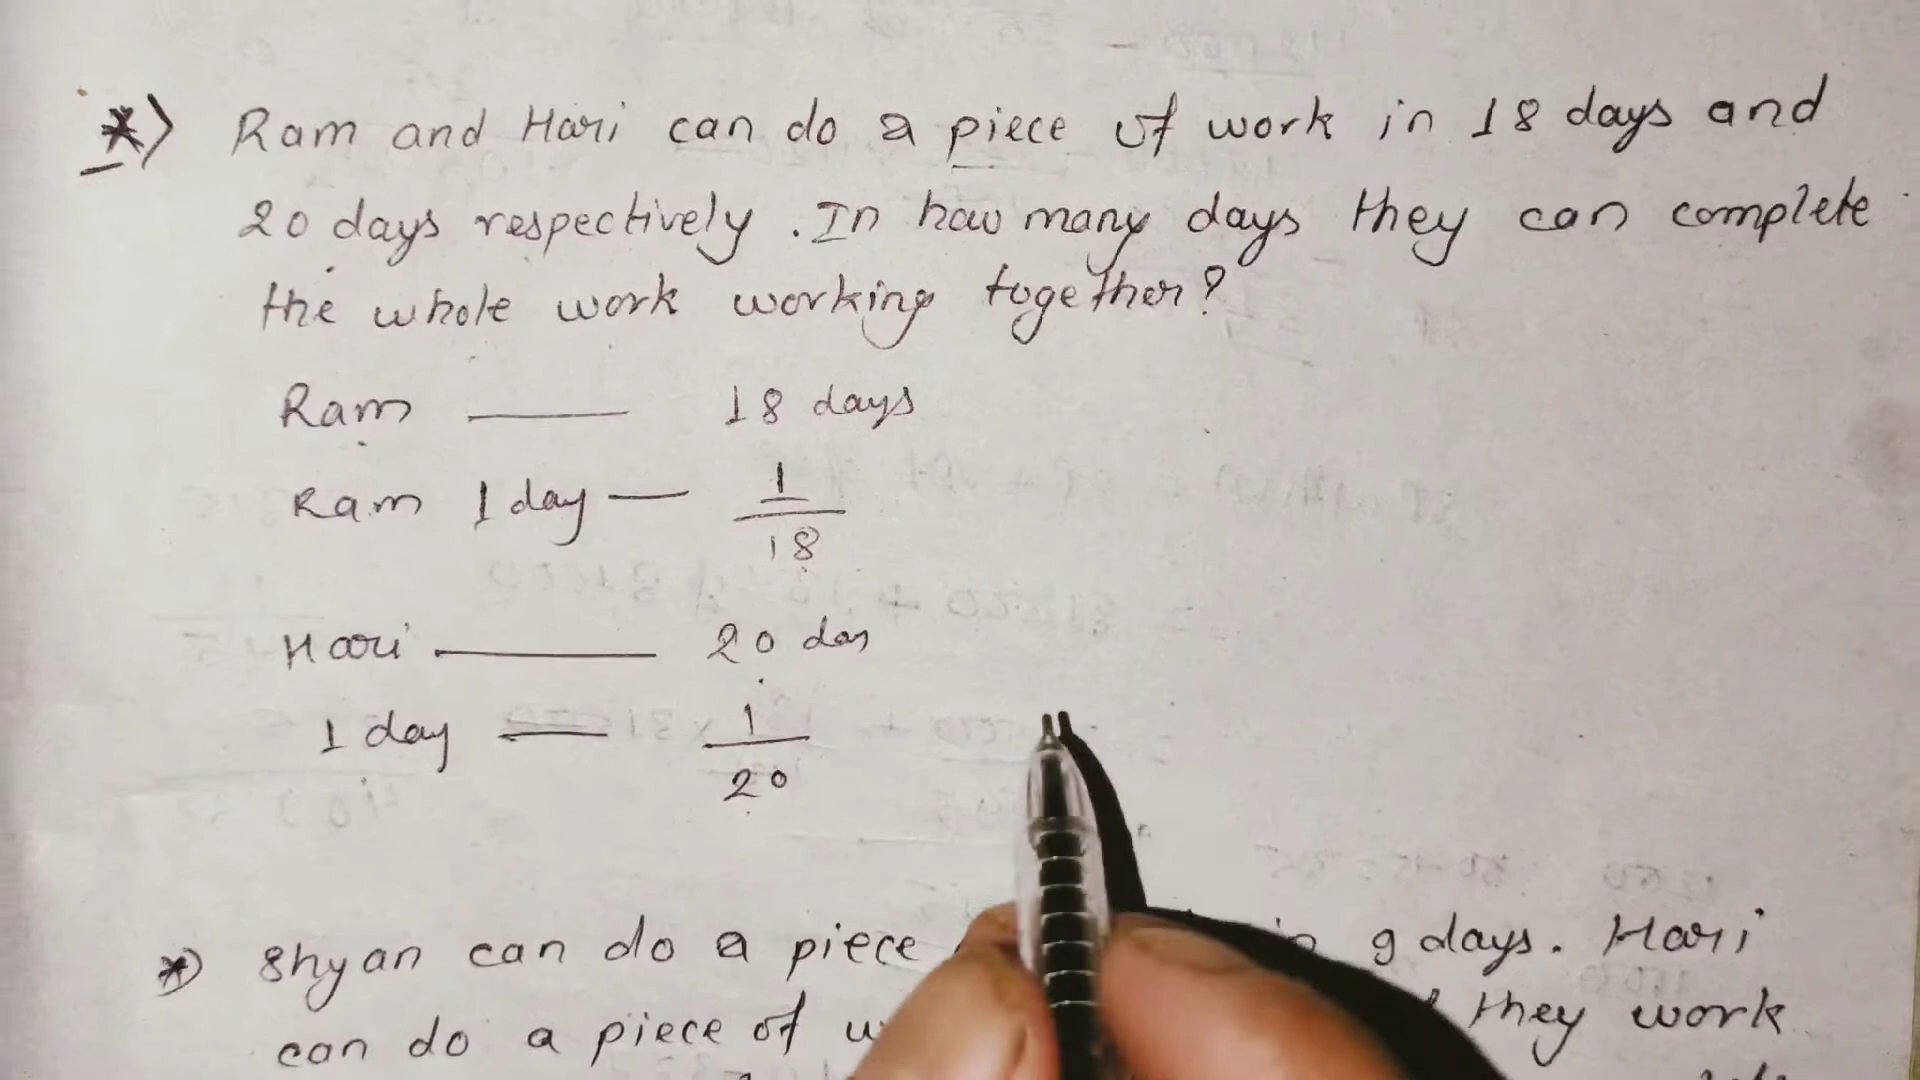 *) Ram and Hari can do a piece of work in 18 days and
20 days respectively. In how many days they can complete
the whole work working together?
Ram — 18 days
Ram 1 day — 1/18
Hari — 20 day
1 day = 1/20
*) Shyan can do a piece in 9 days. Hari
can do a piece of they work